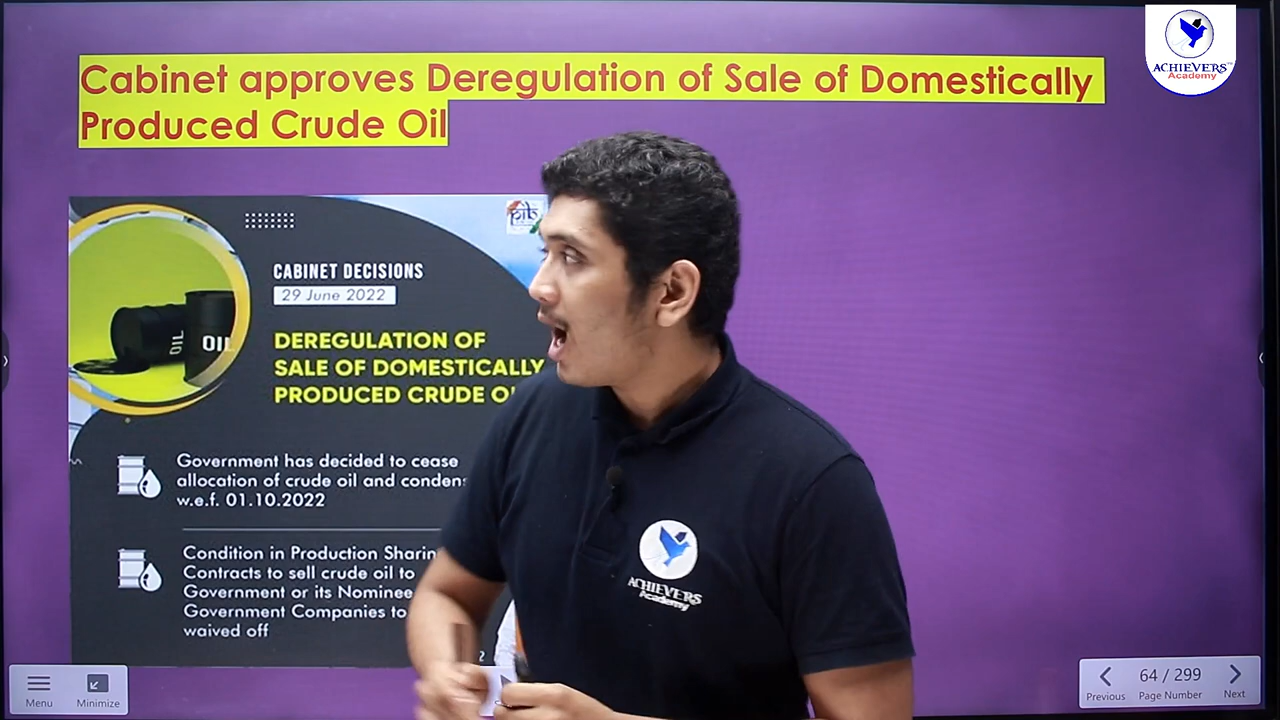 ACHIEVERS
Academy
Cabinet approves Deregulation of Sale of Domestically
Produced Crude Oil
pib
CABINET DECISIONS
29 June 2022
DEREGULATION OF
SALE OF DOMESTICALLY
PRODUCED CRUDE
OIL
OIL
Government has decided to cease
allocation of crude oil and
w.e.f. 01.10.2022
Condition in Production
Contracts to sell crude oil to
Government or its Nominee
Government Companies to
waived off
ACHIEVERS
Academy
Menu
Minimize
64 / 299
Previous
Page Number
Next